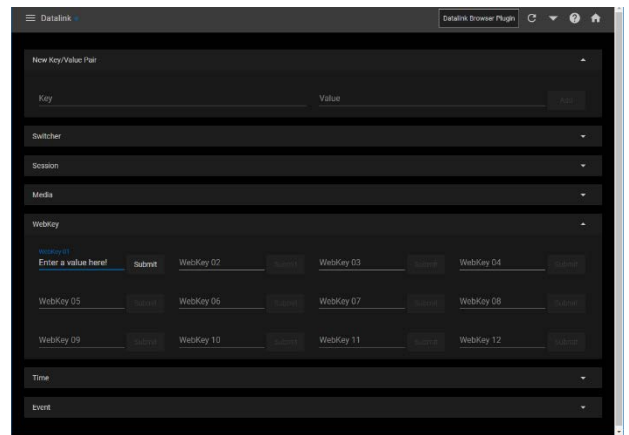 Datalink
Datalink Browser Plugin
New Key/Value Pair
Key Value Add
Switcher
Session
Media
WebKey
WebKey 01
Enter a value here! Submit WebKey 02 Submit WebKey 03 Submit WebKey 04 Submit
WebKey 05 Submit WebKey 06 Submit WebKey 07 Submit WebKey 08 Submit
WebKey 09 Submit WebKey 10 Submit WebKey 11 Submit WebKey 12 Submit
Time
Event